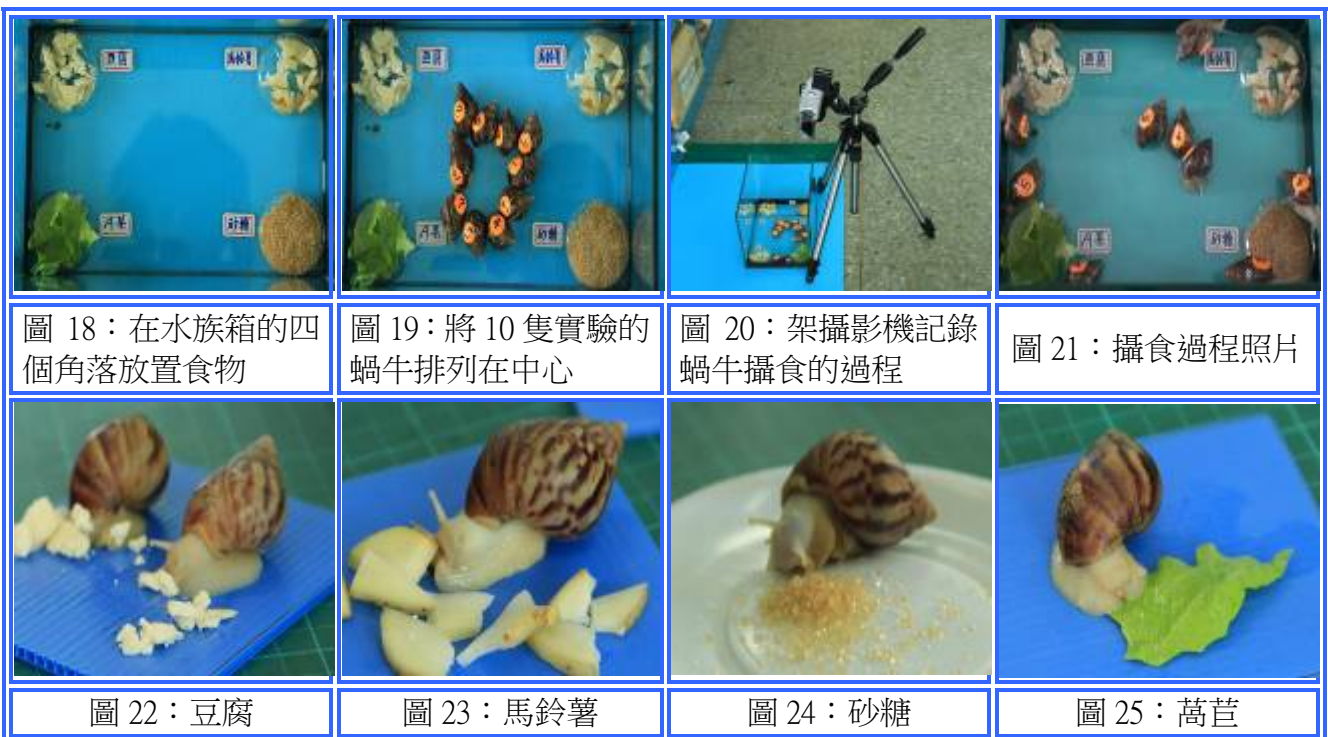 圖 18：在水族箱的四
個角落放置食物
圖 19：將 10 隻實驗的
蝸牛排列在中心
圖 20：架攝影機記錄
蝸牛攝食的過程
圖 21：攝食過程照片
圖 22：豆腐
圖 23：馬鈴薯
圖 24：砂糖
圖 25：萵苣